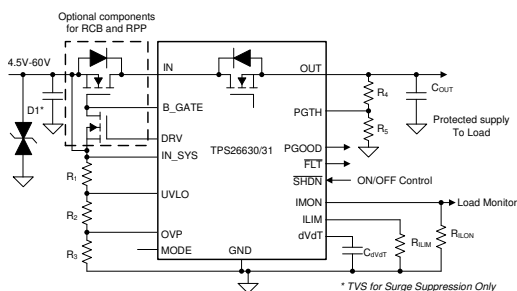 Optional components
for RCB and RPP
4.5V-60V
IN
OUT
D1*
B_GATE
DRV
IN_SYS
TPS26630/31
R4
COUT
PGTH
R5
Protected supply
To Load
PGOOD
FLT
SHDN
ON/OFF Control
R1
UVLO
IMON
Load Monitor
R2
ILIM
OVP
dVdT
R3
MODE
GND
CdVdT
RILIM
RILON
* TVS for Surge Suppression Only